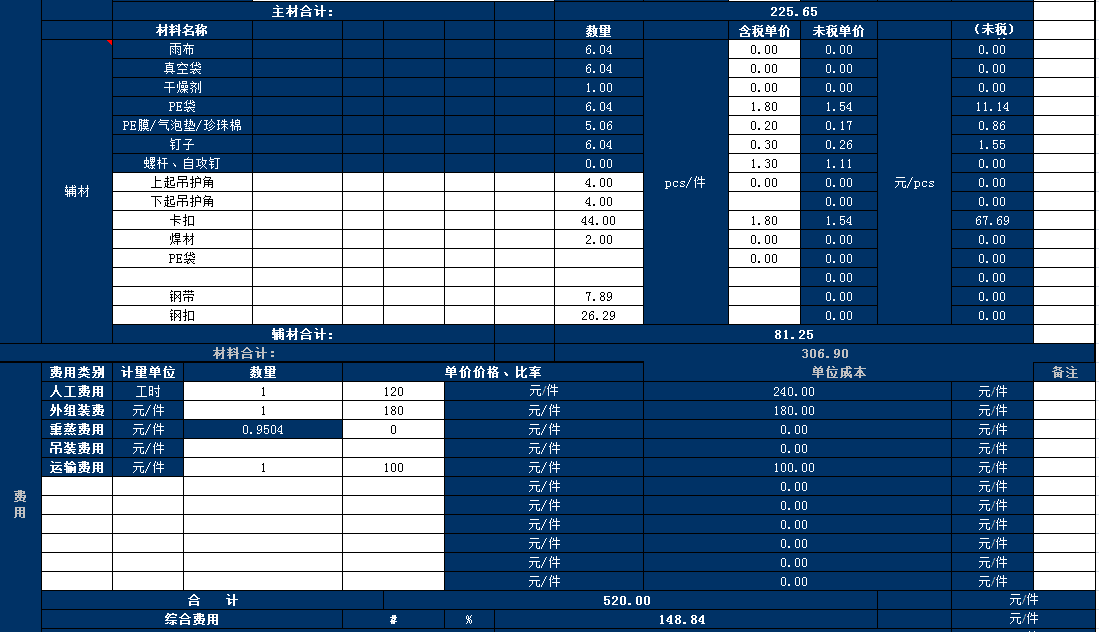 主材合计: 225.65
材料名称 数量 含税单价 未税单价 (未税)
雨布 6.04 0.00 0.00 0.00
真空袋 6.04 0.00 0.00 0.00
干燥剂 1.00 0.00 0.00 0.00
PE袋 6.04 1.80 1.54 11.14
PE膜/气泡垫/珍珠棉 5.06 0.20 0.17 0.86
钉子 6.04 0.30 0.26 1.55
螺杆、自攻钉 0.00 1.30 1.11 0.00
辅材 上起吊护角 4.00 pcs/件 0.00 0.00 元/pcs 0.00
下起吊护角 4.00 0.00 0.00
卡扣 44.00 1.80 1.54 67.69
焊材 2.00 0.00 0.00 0.00
PE袋 0.00 0.00 0.00
0.00 0.00
钢带 7.89 0.00 0.00
钢扣 26.29 0.00 0.00
辅材合计: 81.25
材料合计: 306.90
费用类别 计量单位 数量 单价价格、比率 单位成本 备注
人工费用 工时 1 120 元/件 240.00 元/件
外组装费 元/件 1 180 元/件 180.00 元/件
重蒸费用 元/件 0.9504 0 元/件 0.00 元/件
吊装费用 元/件 元/件 0.00 元/件
运输费用 元/件 1 100 元/件 100.00 元/件
元/件 0.00 元/件
费用 元/件 0.00 元/件
元/件 0.00 元/件
元/件 0.00 元/件
元/件 0.00 元/件
元/件 0.00 元/件
合 计 520.00 元/件
综合费用 # % 148.84 元/件